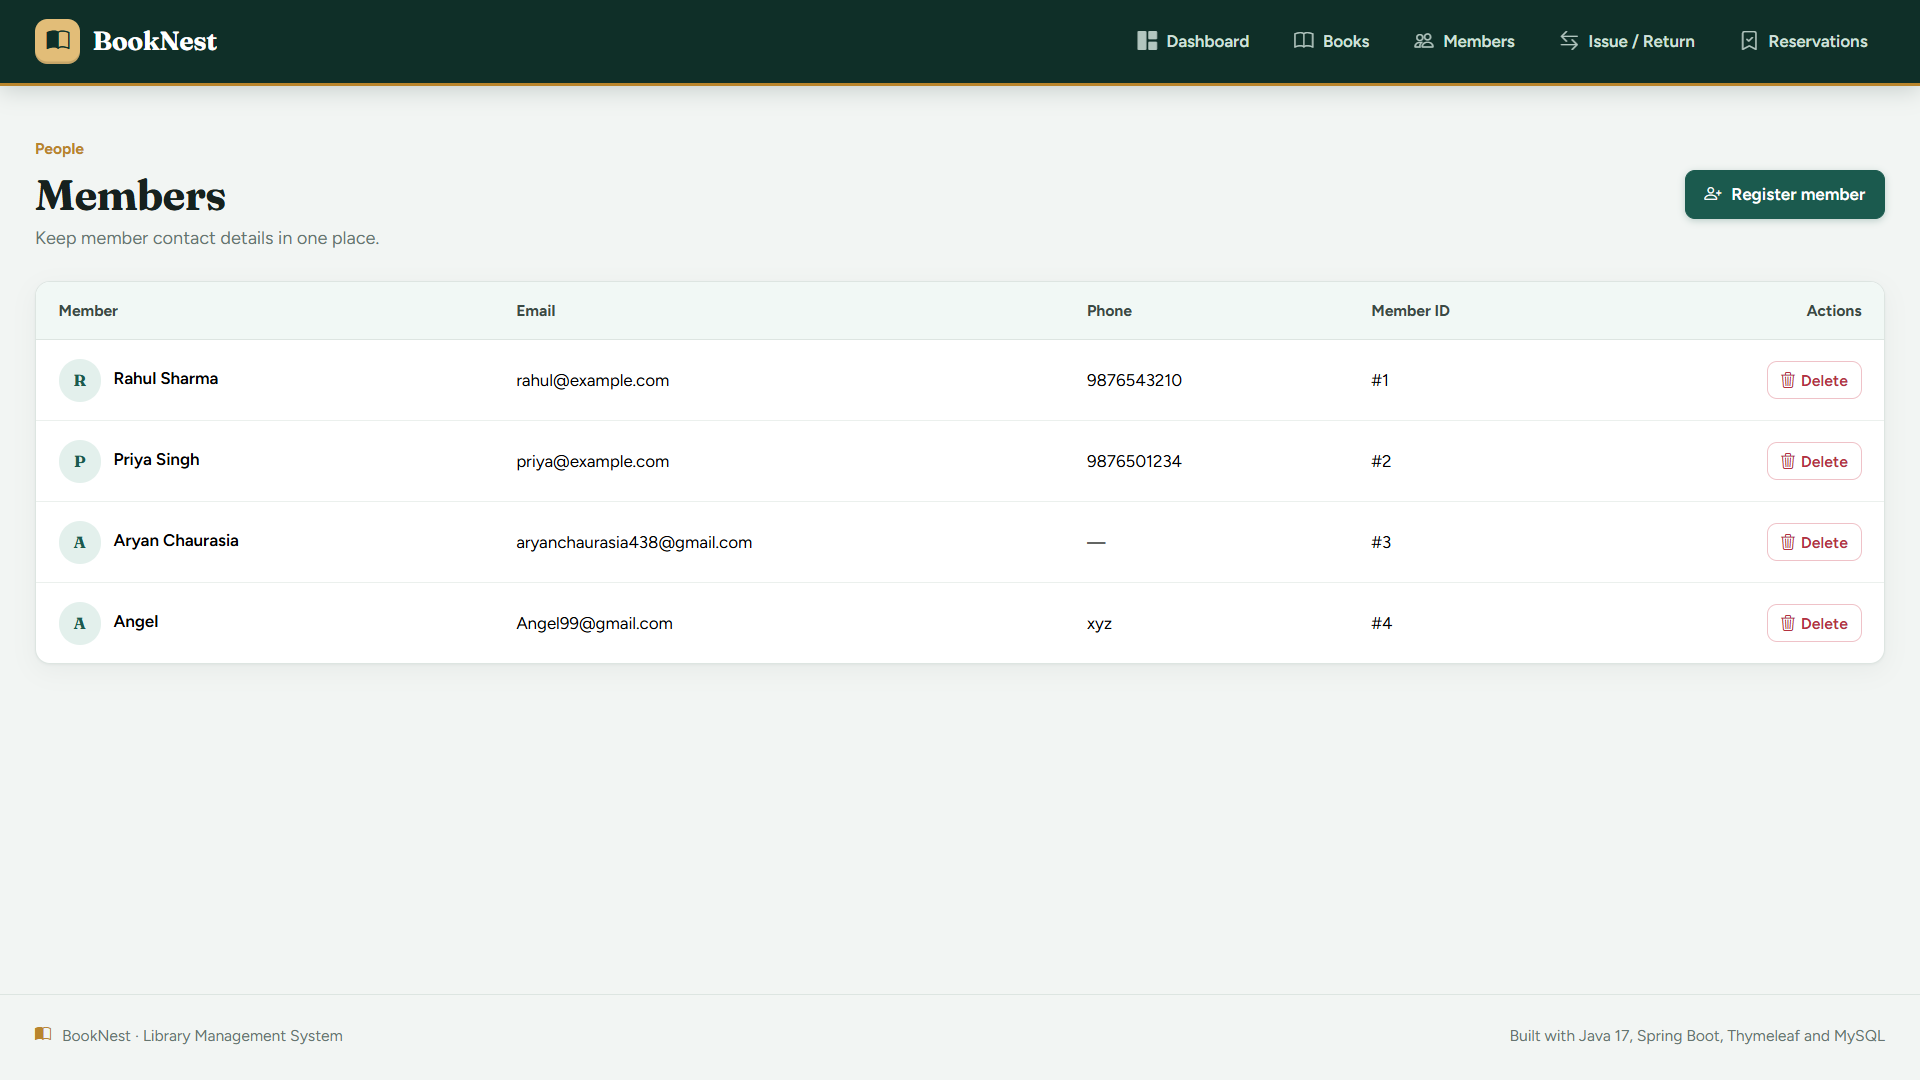 BookNest
Dashboard Books Members Issue / Return Reservations
People
Members
Register member
Keep member contact details in one place.
Member Email Phone Member ID Actions
R Rahul Sharma rahul@example.com 9876543210 #1 Delete
P Priya Singh priya@example.com 9876501234 #2 Delete
A Aryan Chaurasia aryanchaurasia438@gmail.com — #3 Delete
A Angel Angel99@gmail.com xyz #4 Delete
BookNest · Library Management System
Built with Java 17, Spring Boot, Thymeleaf and MySQL